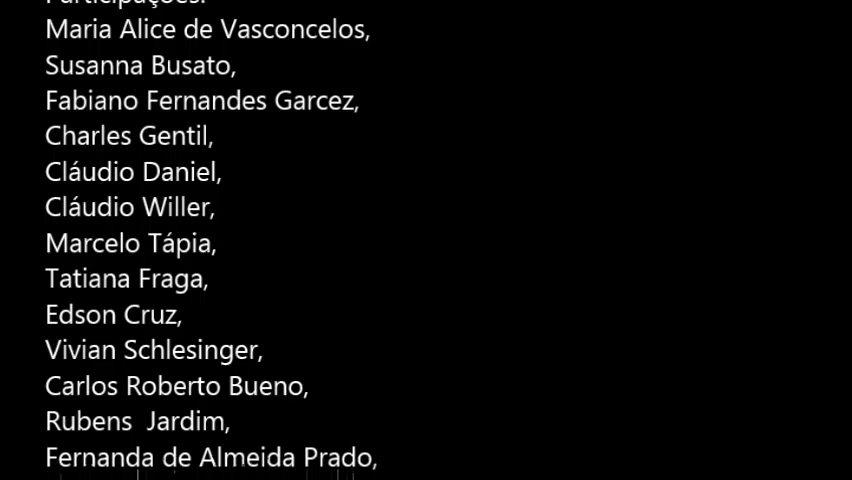 Participações:
Maria Alice de Vasconcelos,
Susanna Busato,
Fabiano Fernandes Garcez,
Charles Gentil,
Cláudio Daniel,
Cláudio Willer,
Marcelo Tápia,
Tatiana Fraga,
Edson Cruz,
Vivian Schlesinger,
Carlos Roberto Bueno,
Rubens  Jardim,
Fernanda de Almeida Prado,